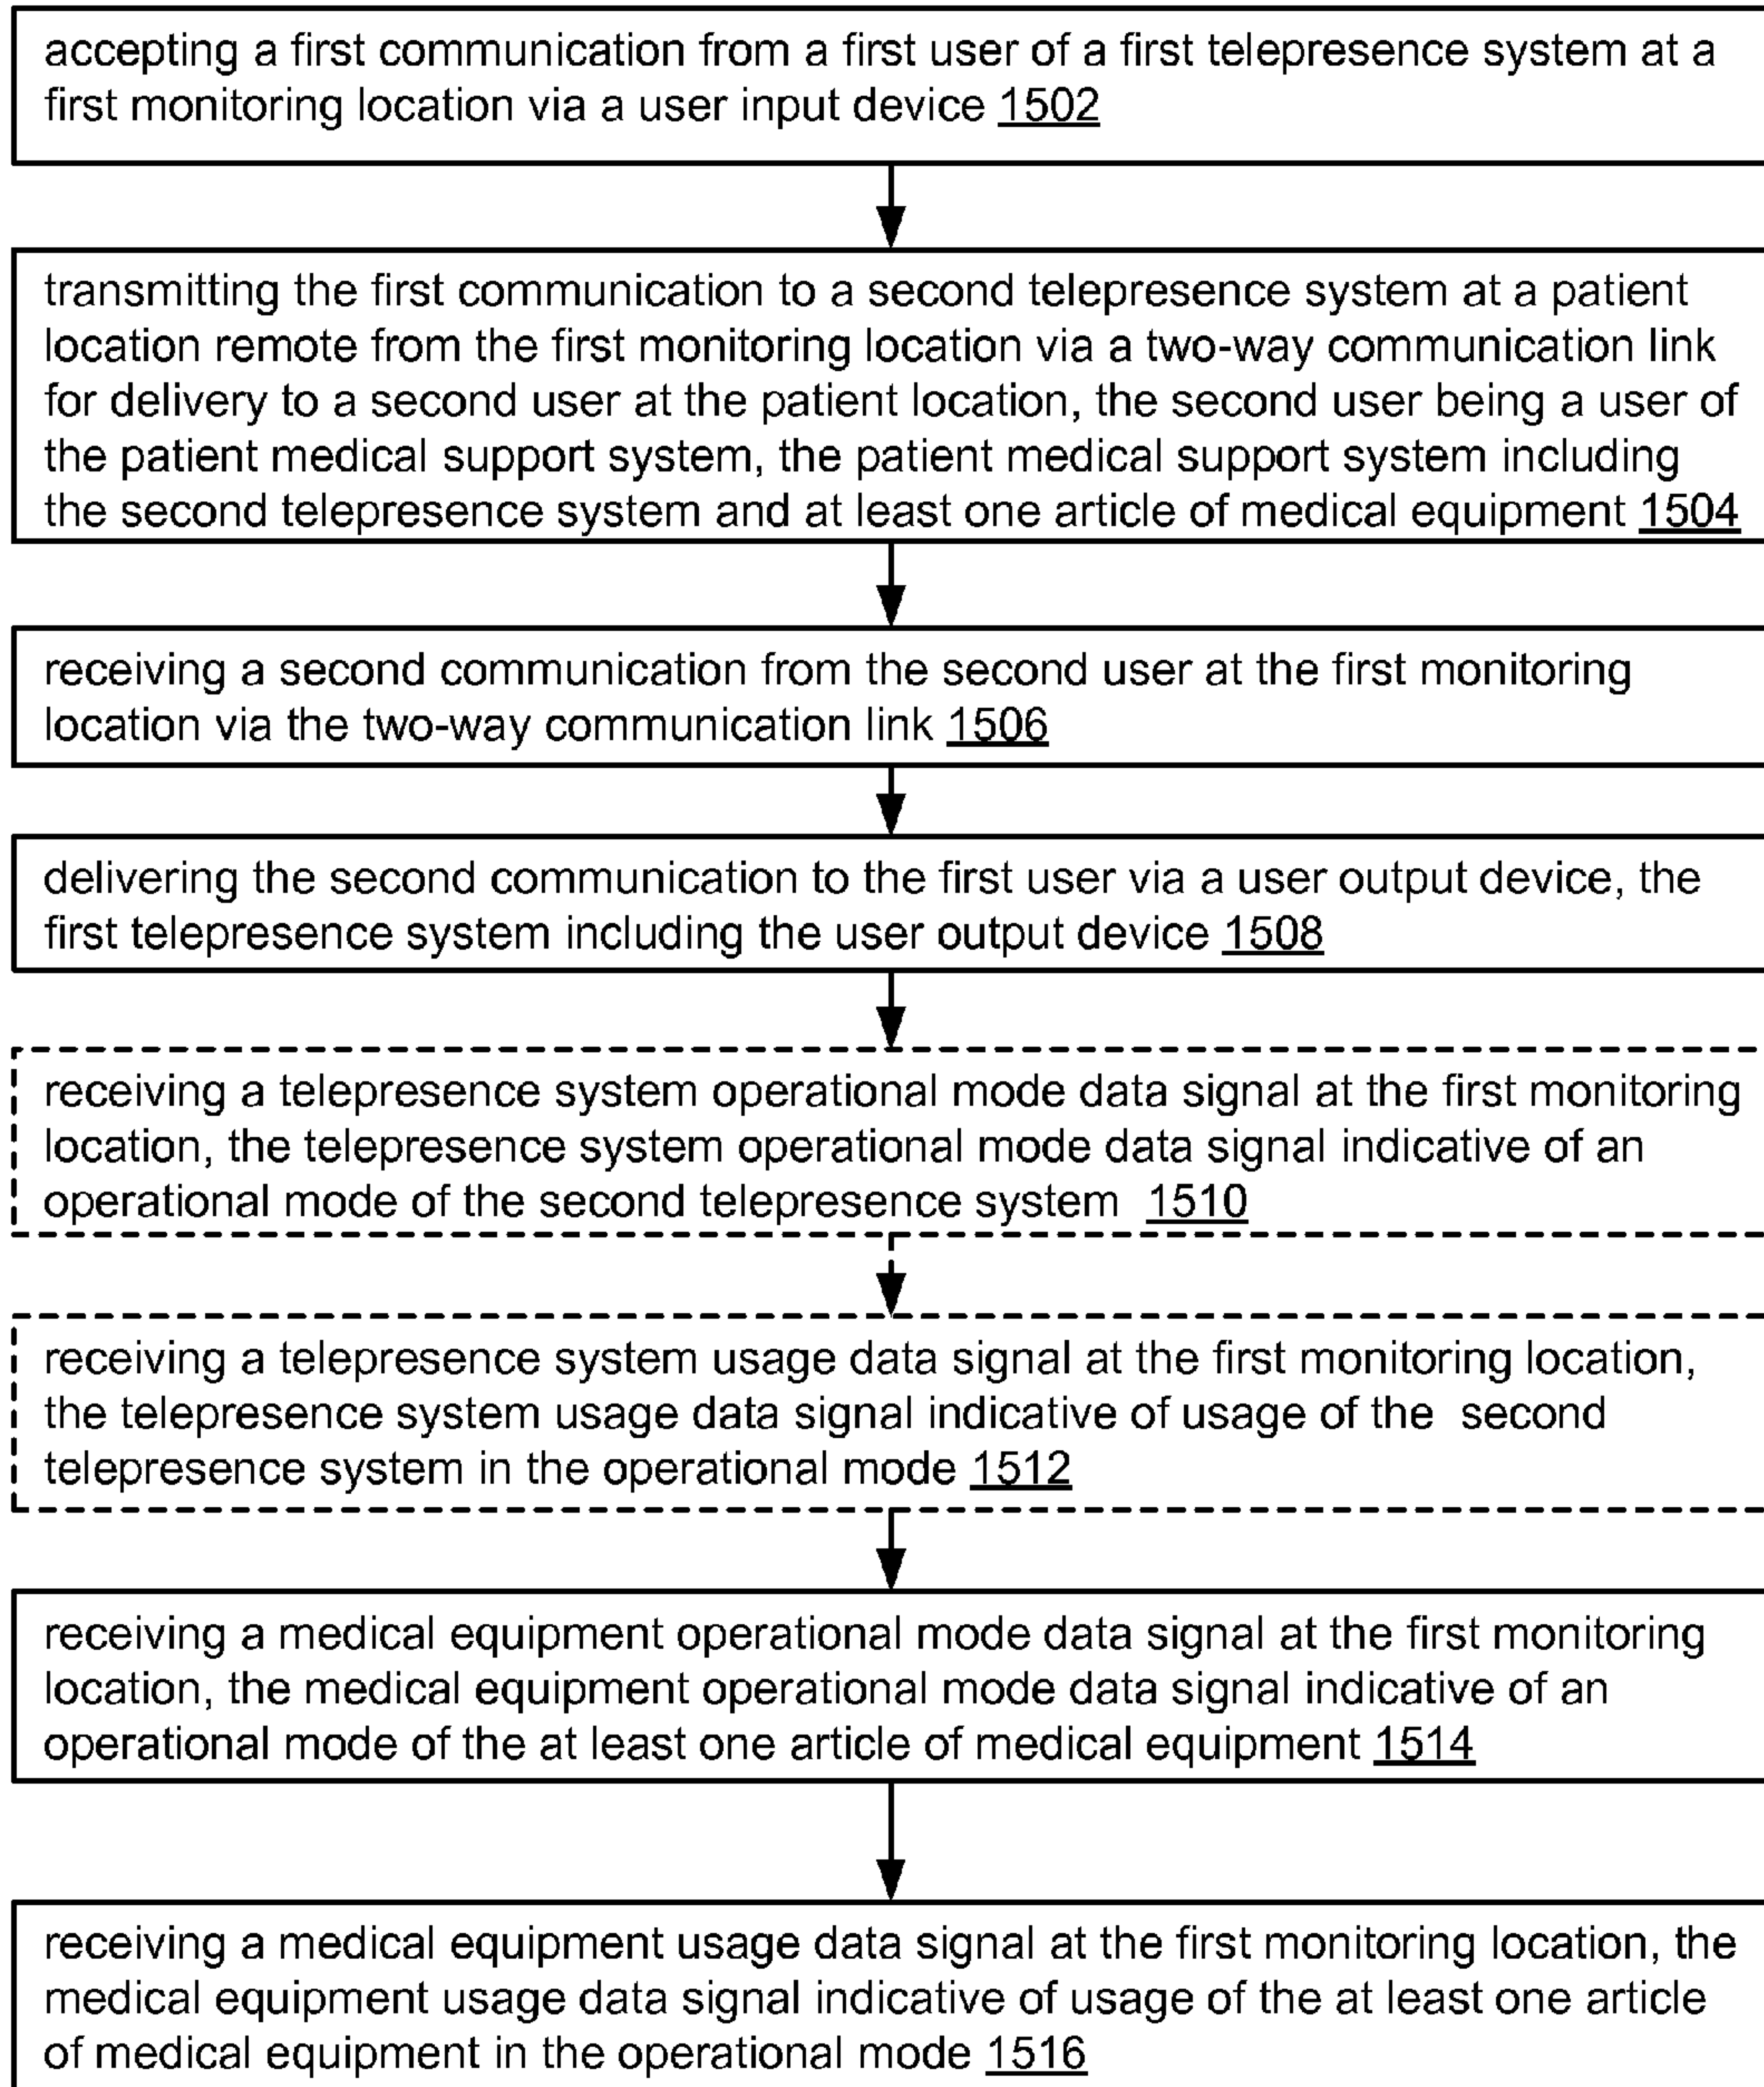 accepting a first communication from a first user of a first telepresence system at a
first monitoring location via a user input device 1502
transmitting the first communication to a second telepresence system at a patient
location remote from the first monitoring location via a two-way communication link
for delivery to a second user at the patient location, the second user being a user of
the patient medical support system, the patient medical support system including
the second telepresence system and at least one article of medical equipment 1504
receiving a second communication from the second user at the first monitoring
location via the two-way communication link 1506
delivering the second communication to the first user via a user output device, the
first telepresence system including the user output device 1508
receiving a telepresence system operational mode data signal at the first monitoring
location, the telepresence system operational mode data signal indicative of an
operational mode of the second telepresence system 1510
receiving a telepresence system usage data signal at the first monitoring location,
the telepresence system usage data signal indicative of usage of the second
telepresence system in the operational mode 1512
receiving a medical equipment operational mode data signal at the first monitoring
location, the medical equipment operational mode data signal indicative of an
operational mode of the at least one article of medical equipment 1514
receiving a medical equipment usage data signal at the first monitoring location, the
medical equipment usage data signal indicative of usage of the at least one article
of medical equipment in the operational mode 1516